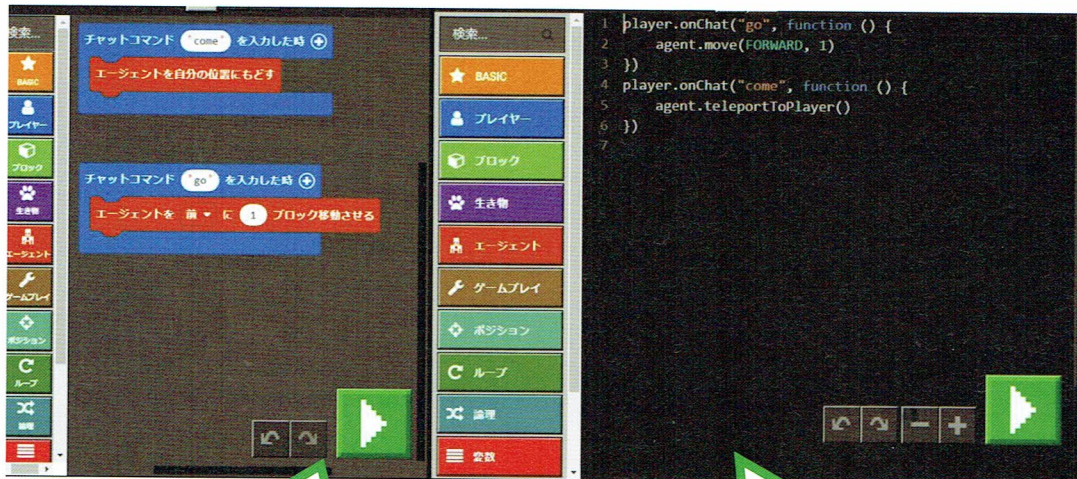 検索...
BASIC
プレイヤー
ブロック
生き物
エージェント
ゲームプレイ
ポジション
ループ
論理
チャットコマンド "come" を入力した時
エージェントを自分の位置にもどす
チャットコマンド "go" を入力した時
エージェントを 前 に 1 ブロック移動させる
検索...
BASIC
プレイヤー
ブロック
生き物
エージェント
ゲームプレイ
ポジション
ループ
論理
変数
1 player.onChat("go", function () {
2 agent.move(FORWARD, 1)
3 })
4 player.onChat("come", function () {
5 agent.teleportToPlayer()
6 })
7